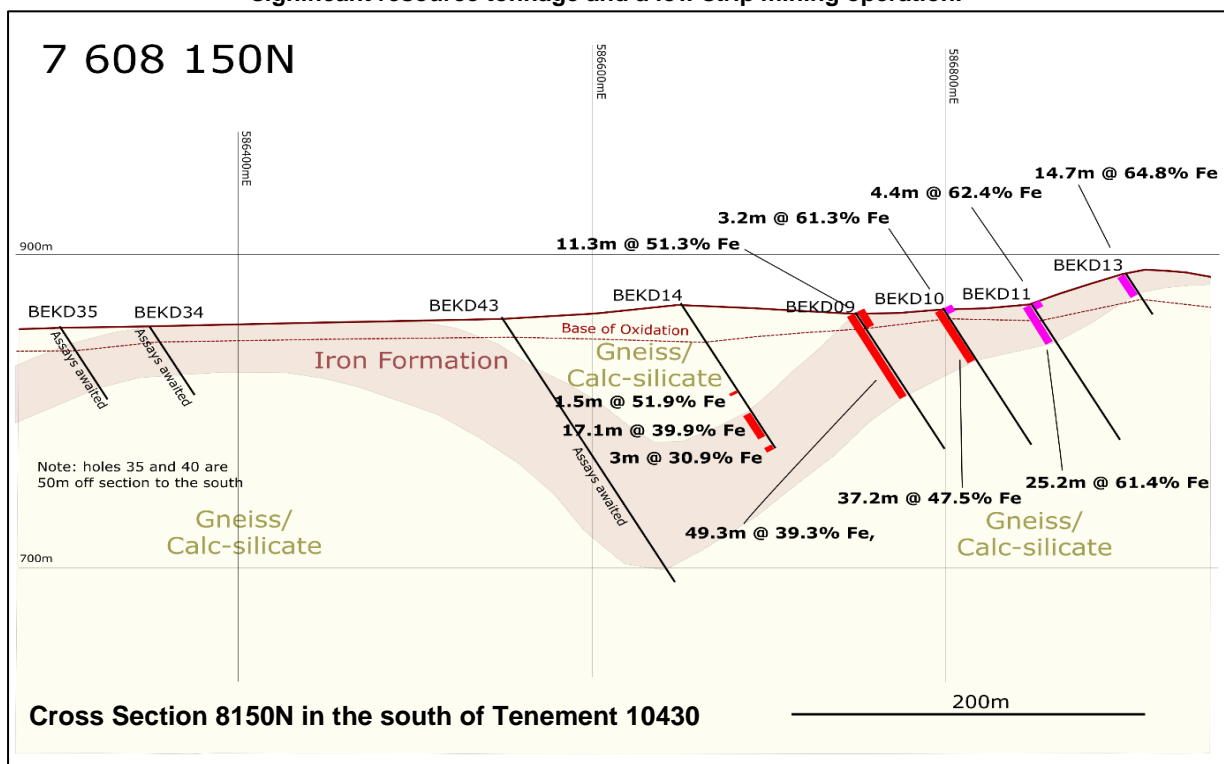 significant resource tonnage and a low strip mining operation.
7 608 150N
586400mE
586600mE
586800mE
14.7m @ 64.8% Fe
4.4m @ 62.4% Fe
3.2m @ 61.3% Fe
11.3m @ 51.3% Fe
900m
BEKD35
BEKD34
BEKD43
BEKD14
BEKD09
BEKD10
BEKD11
BEKD13
Base of Oxidation
Iron Formation
Gneiss/
Calc-silicate
Assays awaited
Assays awaited
Assays awaited
1.5m @ 51.9% Fe
17.1m @ 39.9% Fe
3m @ 30.9% Fe
Note: holes 35 and 40 are
50m off section to the south
Gneiss/
Calc-silicate
49.3m @ 39.3% Fe,
37.2m @ 47.5% Fe
25.2m @ 61.4% Fe
Gneiss/
Calc-silicate
700m
Cross Section 8150N in the south of Tenement 10430
200m